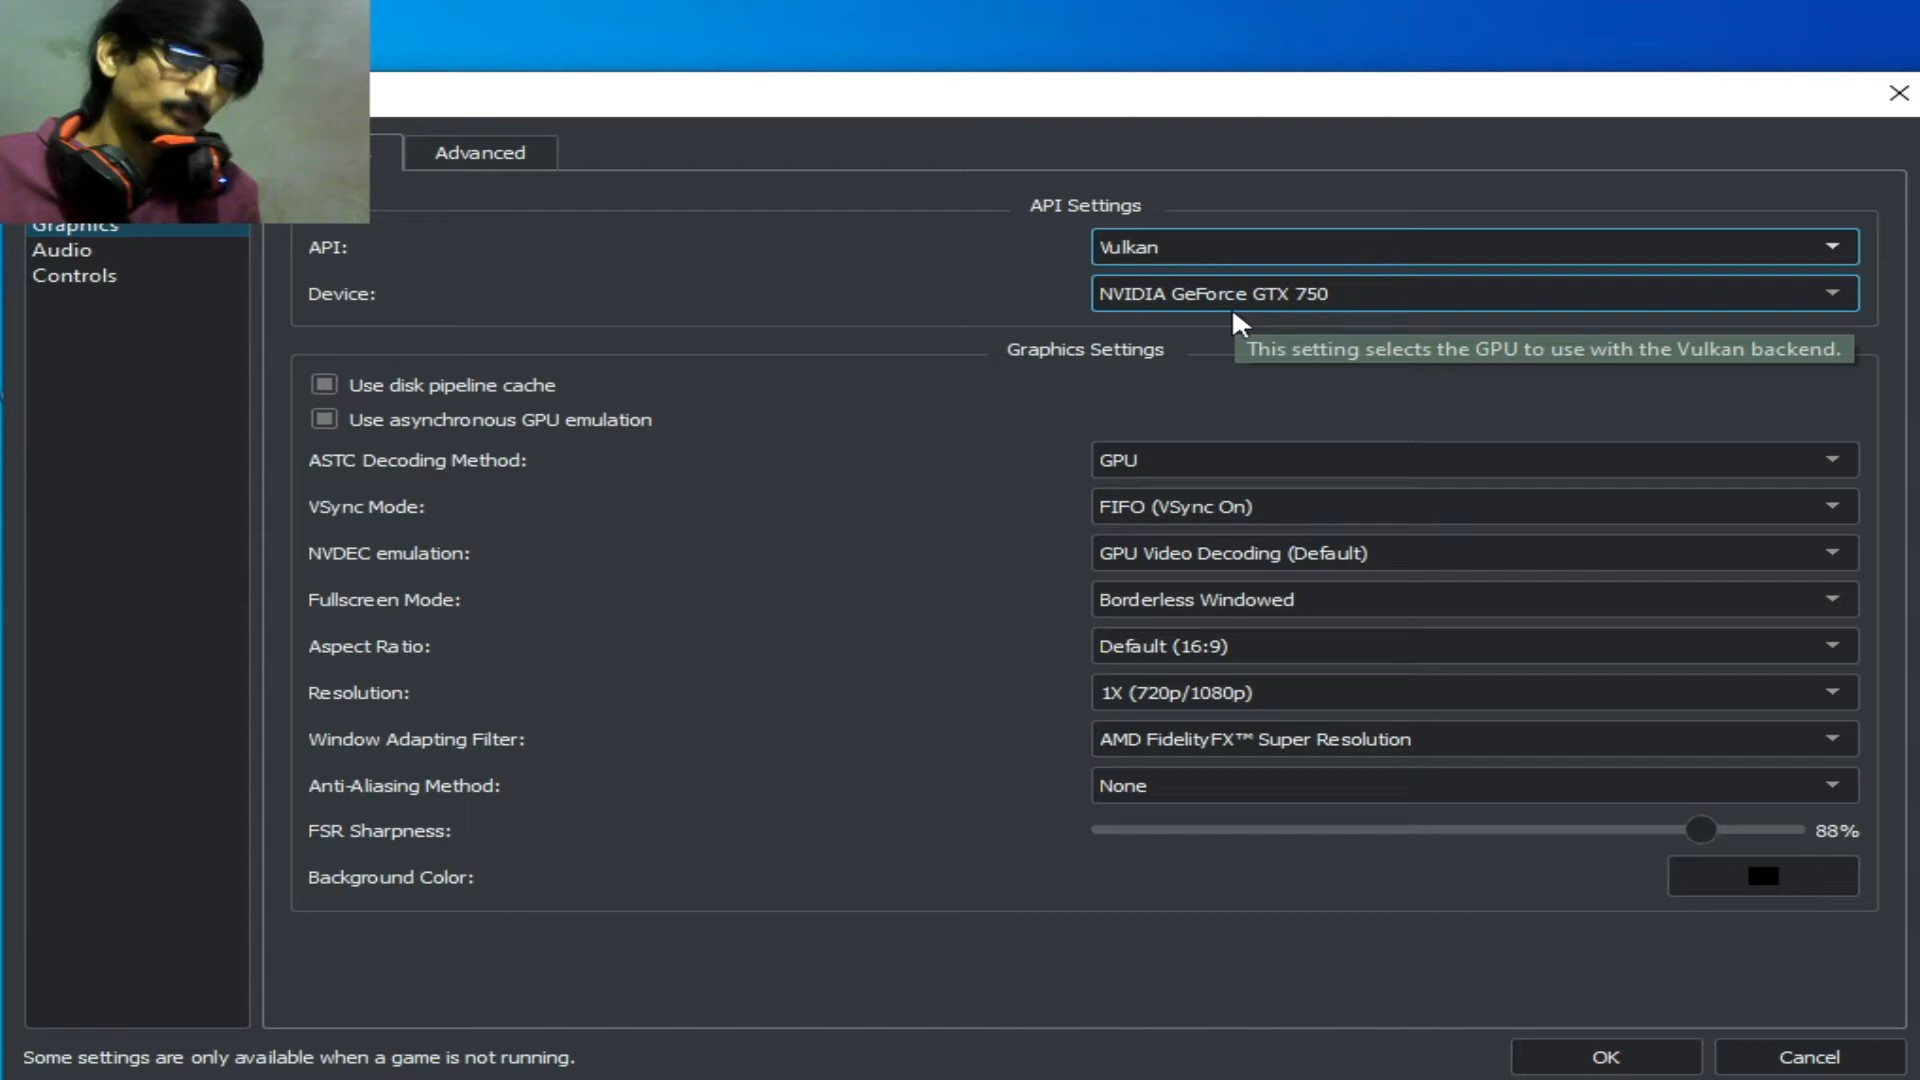 Advanced
API Settings
Graphics
Audio
Controls
API: Vulkan
Device: NVIDIA GeForce GTX 750
This setting selects the GPU to use with the Vulkan backend.
Graphics Settings
Use disk pipeline cache
Use asynchronous GPU emulation
ASTC Decoding Method: GPU
VSync Mode: FIFO (VSync On)
NVDEC emulation: GPU Video Decoding (Default)
Fullscreen Mode: Borderless Windowed
Aspect Ratio: Default (16:9)
Resolution: 1X (720p/1080p)
Window Adapting Filter: AMD FidelityFX™ Super Resolution
Anti-Aliasing Method: None
FSR Sharpness: 88%
Background Color:
Some settings are only available when a game is not running.
OK
Cancel